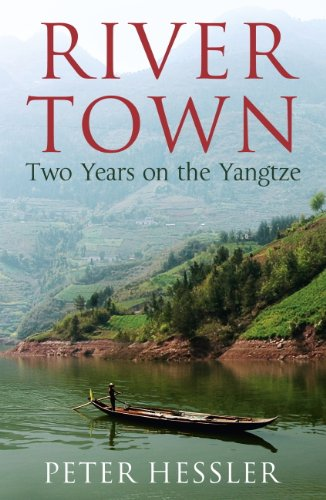 RIVER
TOWN
Two Years on the Yangtze
PETER HESSLER